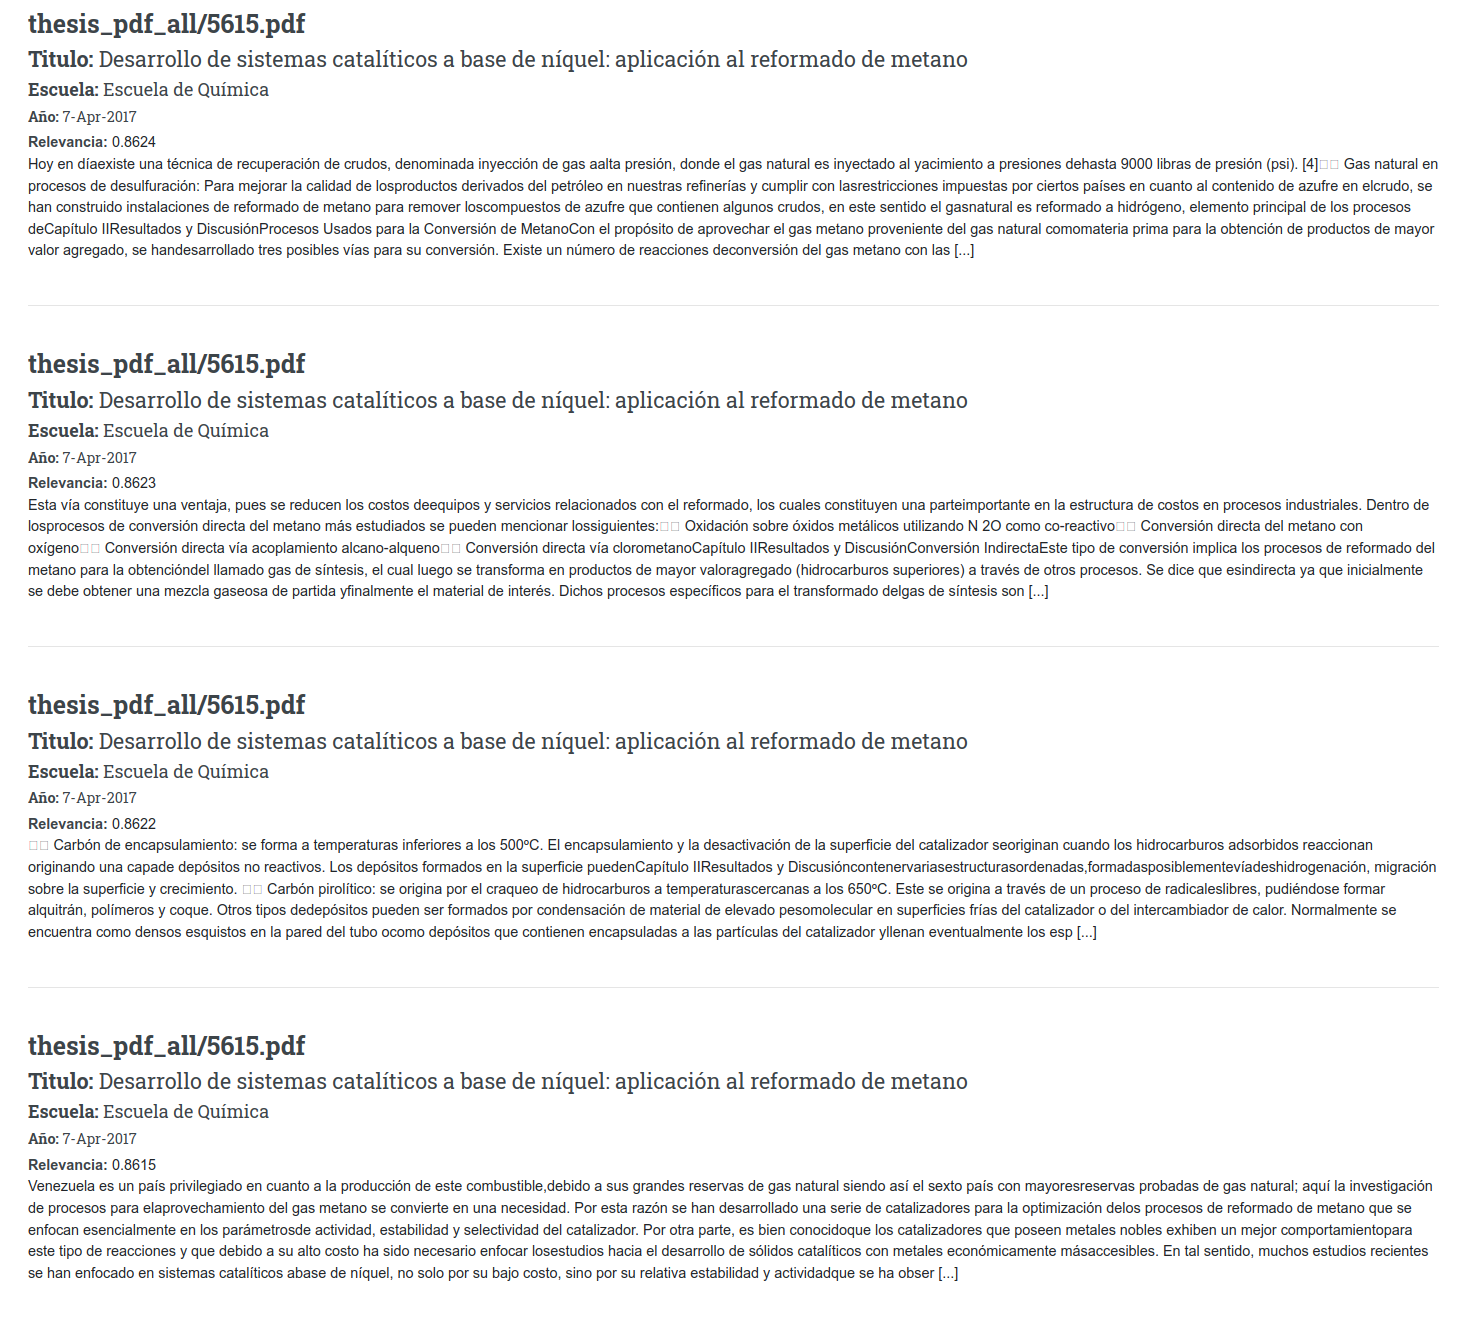 thesis_pdf_all/5615.pdf
Titulo: Desarrollo de sistemas catalíticos a base de níquel: aplicación al reformado de metano
Escuela: Escuela de Química
Año: 7-Apr-2017
Relevancia: 0.8624
Hoy en díaexiste una técnica de recuperación de crudos, denominada inyección de gas aalta presión, donde el gas natural es inyectado al yacimiento a presiones dehasta 9000 libras de presión (psi). [4]□□ Gas natural en
procesos de desulfuración: Para mejorar la calidad de losproductos derivados del petróleo en nuestras refinerías y cumplir con lasrestricciones impuestas por ciertos países en cuanto al contenido de azufre en elcrudo, se
han construido instalaciones de reformado de metano para remover loscompuestos de azufre que contienen algunos crudos, en este sentido el gasnatural es reformado a hidrógeno, elemento principal de los procesos
deCapítulo IIResultados y DiscusiónProcesos Usados para la Conversión de MetanoCon el propósito de aprovechar el gas metano proveniente del gas natural comomateria prima para la obtención de productos de mayor
valor agregado, se handesarrollado tres posibles vías para su conversión. Existe un número de reacciones deconversión del gas metano con las [...]
thesis_pdf_all/5615.pdf
Titulo: Desarrollo de sistemas catalíticos a base de níquel: aplicación al reformado de metano
Escuela: Escuela de Química
Año: 7-Apr-2017
Relevancia: 0.8623
Esta vía constituye una ventaja, pues se reducen los costos deequipos y servicios relacionados con el reformado, los cuales constituyen una parteimportante en la estructura de costos en procesos industriales. Dentro de
losprocesos de conversión directa del metano más estudiados se pueden mencionar lossiguientes:□□ Oxidación sobre óxidos metálicos utilizando N 2O como co-reactivo□□ Conversión directa del metano con
oxígeno□□ Conversión directa vía acoplamiento alcano-alqueno□□ Conversión directa vía clorometanoCapítulo IIResultados y DiscusiónConversión IndirectaEste tipo de conversión implica los procesos de reformado del
metano para la obtencióndel llamado gas de síntesis, el cual luego se transforma en productos de mayor valoragregado (hidrocarburos superiores) a través de otros procesos. Se dice que esindirecta ya que inicialmente
se debe obtener una mezcla gaseosa de partida yfinalmente el material de interés. Dichos procesos específicos para el transformado delgas de síntesis son [...]
thesis_pdf_all/5615.pdf
Titulo: Desarrollo de sistemas catalíticos a base de níquel: aplicación al reformado de metano
Escuela: Escuela de Química
Año: 7-Apr-2017
Relevancia: 0.8622
□□ Carbón de encapsulamiento: se forma a temperaturas inferiores a los 500ºC. El encapsulamiento y la desactivación de la superficie del catalizador seoriginan cuando los hidrocarburos adsorbidos reaccionan
originando una capade depósitos no reactivos. Los depósitos formados en la superficie puedenCapítulo IIResultados y Discusióncontenervariasestructurasordenadas,formadasposiblementevíadeshidrogenación, migración
sobre la superficie y crecimiento. □□ Carbón pirolítico: se origina por el craqueo de hidrocarburos a temperaturascercanas a los 650ºC. Este se origina a través de un proceso de radicaleslibres, pudiéndose formar
alquitrán, polímeros y coque. Otros tipos dedepósitos pueden ser formados por condensación de material de elevado pesomolecular en superficies frías del catalizador o del intercambiador de calor. Normalmente se
encuentra como densos esquistos en la pared del tubo ocomo depósitos que contienen encapsuladas a las partículas del catalizador yllenan eventualmente los esp [...]
thesis_pdf_all/5615.pdf
Titulo: Desarrollo de sistemas catalíticos a base de níquel: aplicación al reformado de metano
Escuela: Escuela de Química
Año: 7-Apr-2017
Relevancia: 0.8615
Venezuela es un país privilegiado en cuanto a la producción de este combustible,debido a sus grandes reservas de gas natural siendo así el sexto país con mayoresreservas probadas de gas natural; aquí la investigación
de procesos para elaprovechamiento del gas metano se convierte en una necesidad. Por esta razón se han desarrollado una serie de catalizadores para la optimización delos procesos de reformado de metano que se
enfocan esencialmente en los parámetrosde actividad, estabilidad y selectividad del catalizador. Por otra parte, es bien conocidoque los catalizadores que poseen metales nobles exhiben un mejor comportamientopara
este tipo de reacciones y que debido a su alto costo ha sido necesario enfocar losestudios hacia el desarrollo de sólidos catalíticos con metales económicamente másaccesibles. En tal sentido, muchos estudios recientes
se han enfocado en sistemas catalíticos abase de níquel, no solo por su bajo costo, sino por su relativa estabilidad y actividadque se ha obser [...]